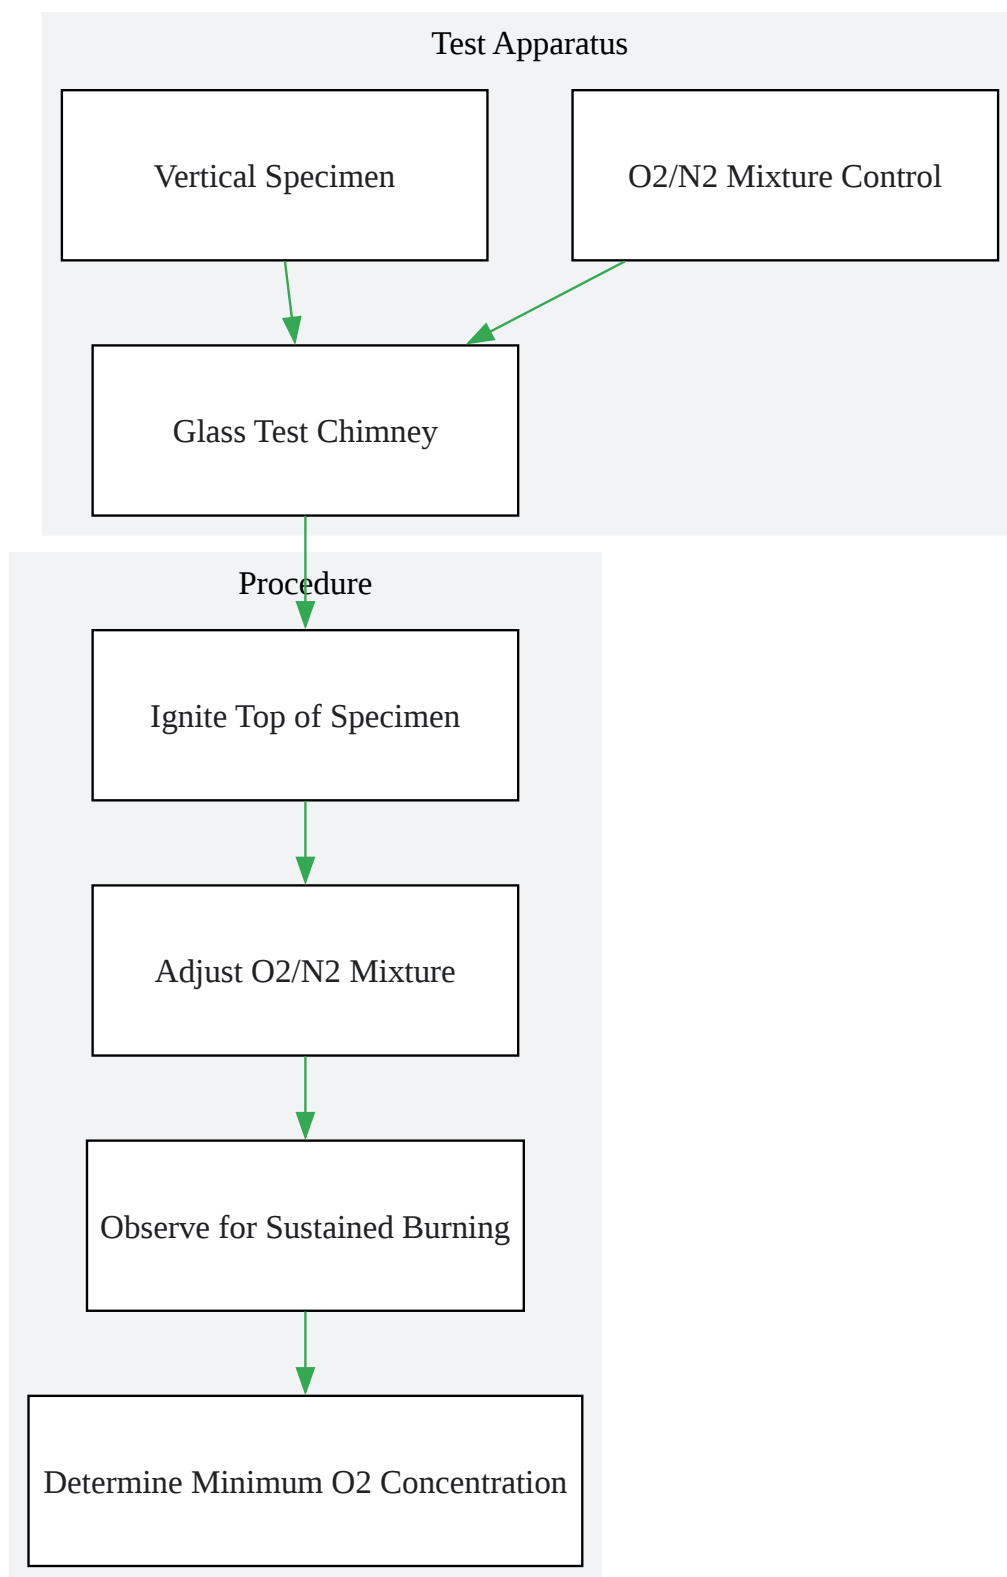 Test Apparatus
Vertical Specimen
O2/N2 Mixture Control
Glass Test Chimney
Procedure
Ignite Top of Specimen
Adjust O2/N2 Mixture
Observe for Sustained Burning
Determine Minimum O2 Concentration